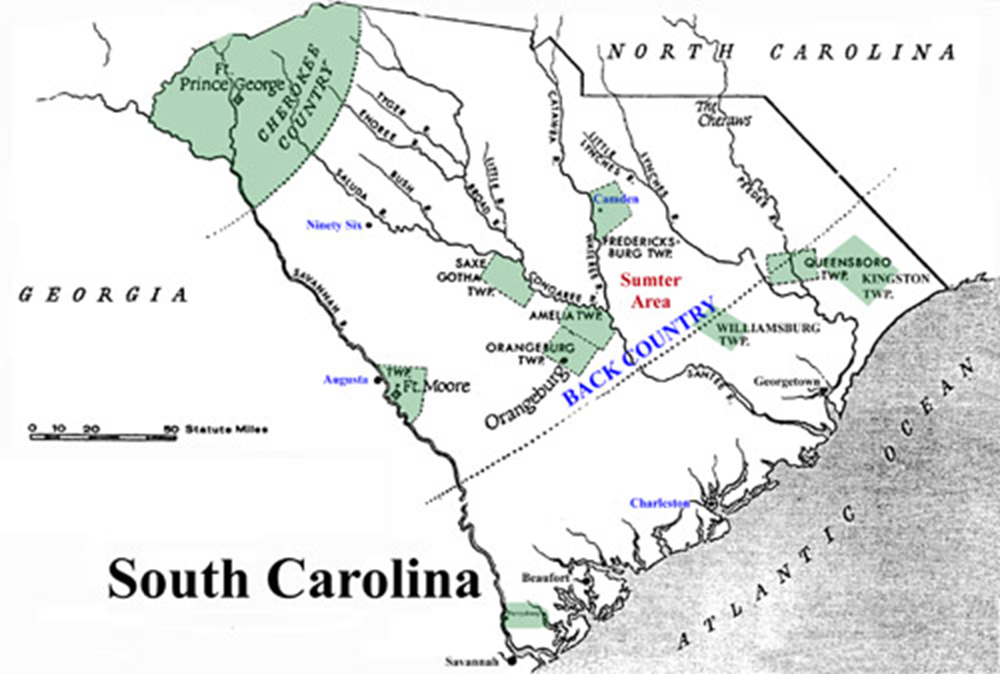 NORTH CAROLINA
Ft.
Prince George
CHEROKEE
COUNTRY
TYGER R.
ENOREE R.
BUSH R.
SALUDA R.
LITTLE R.
BROAD R.
CATAWBA R.
LITTLE
LYNCHES R.
LYNCHES R.
The
Cheraws
PEEDEE R.
Camden
FREDERICKS-
BURG TWP.
WATEREE R.
Ninety Six
SAXE
GOTHA
TWP.
CONGAREE R.
Sumter
Area
QUEENSBORO
TWP.
KINGSTON
TWP.
GEORGIA
SAVANNAH R.
AMELIA TWP.
ORANGEBURG
TWP.
Orangeburg
BACK COUNTRY
WILLIAMSBURG
TWP.
SANTEE R.
Georgetown
Augusta
TWP.
Ft. Moore
0 10 20 50 Statute Miles
ATLANTIC OCEAN
Charleston
South Carolina
Beaufort
Savannah